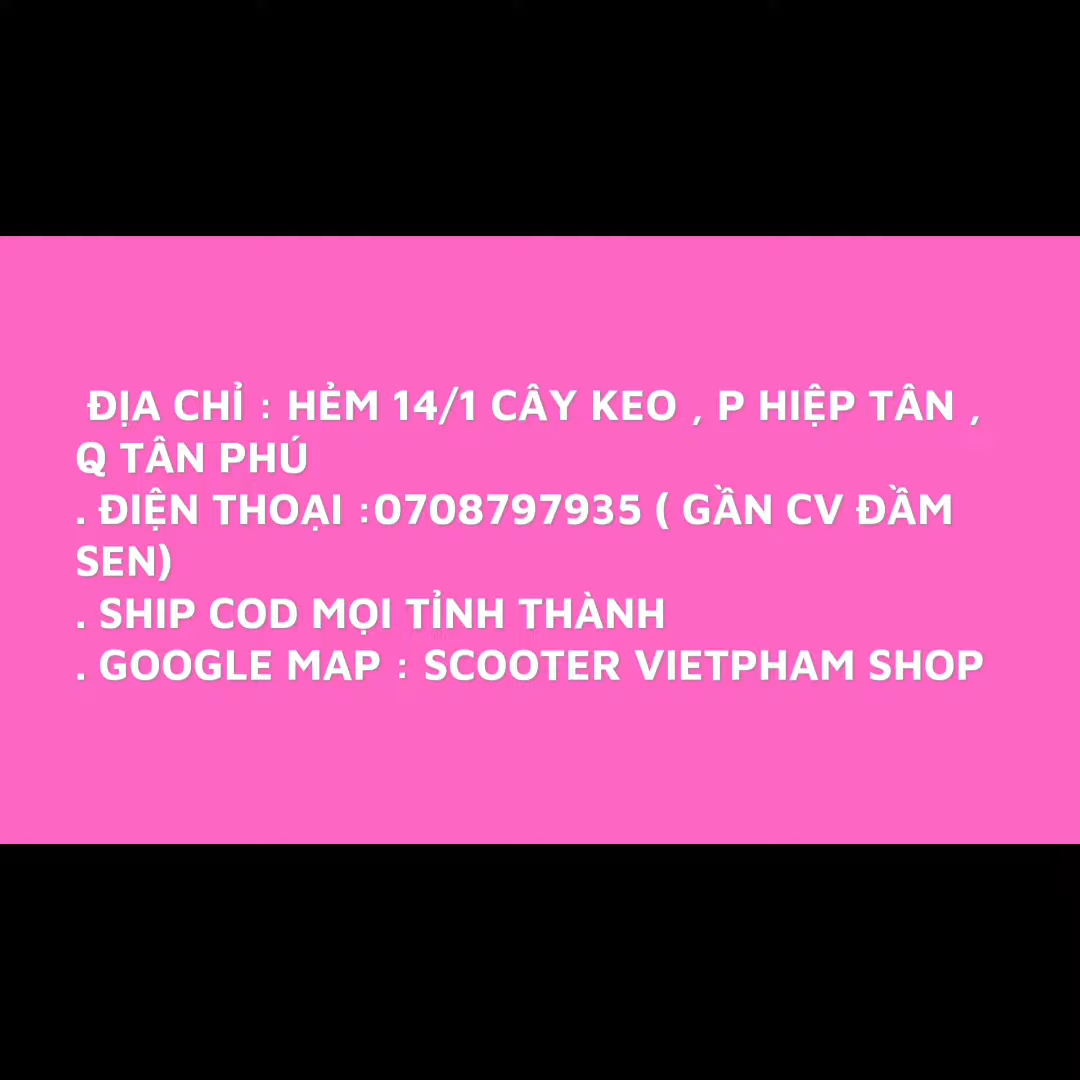 ĐỊA CHỈ : HẺM 14/1 CÂY KEO , P HIỆP TÂN ,
Q TÂN PHÚ
. ĐIỆN THOẠI :0708797935 ( GẦN CV ĐẦM
SEN)
. SHIP COD MỌI TỈNH THÀNH
. GOOGLE MAP : SCOOTER VIETPHAM SHOP